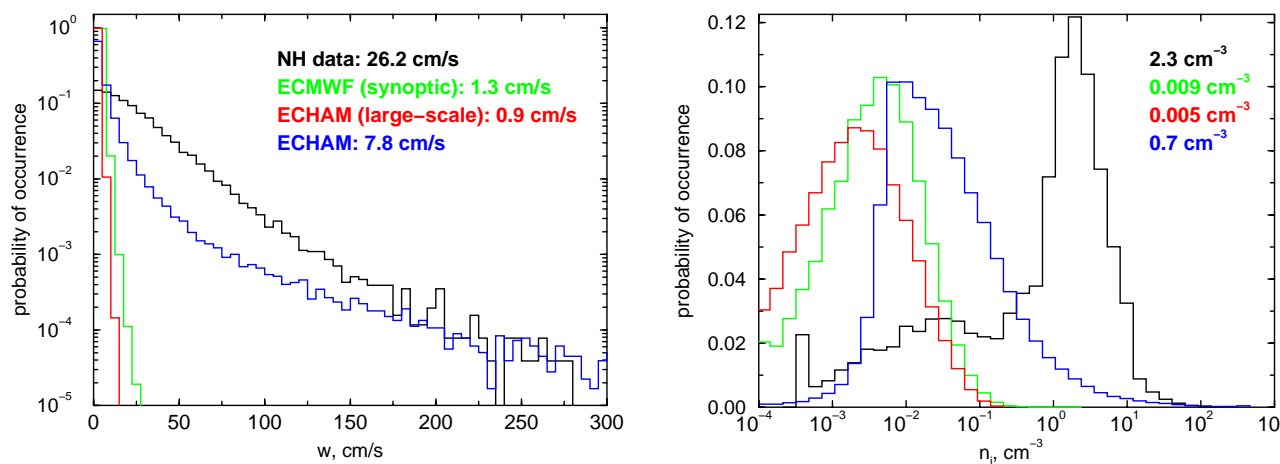 probability of occurrence
10⁰
10⁻¹
10⁻²
10⁻³
10⁻⁴
10⁻⁵
NH data: 26.2 cm/s
ECMWF (synoptic): 1.3 cm/s
ECHAM (large−scale): 0.9 cm/s
ECHAM: 7.8 cm/s
0 50 100 150 200 250 300
w, cm/s
probability of occurrence
0.12
0.10
0.08
0.06
0.04
0.02
0.00
2.3 cm⁻³
0.009 cm⁻³
0.005 cm⁻³
0.7 cm⁻³
10⁻⁴ 10⁻³ 10⁻² 10⁻¹ 10⁰ 10¹ 10² 10
nᵢ, cm⁻³